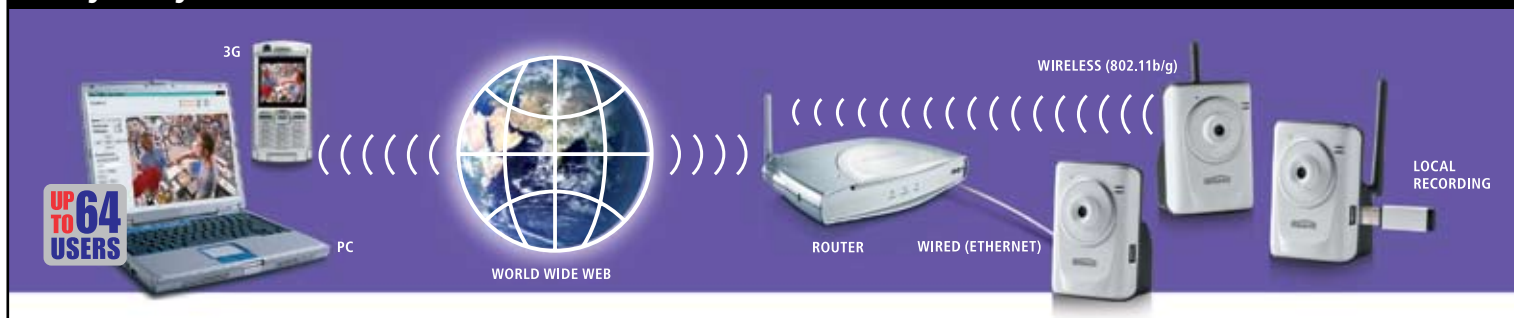 3G
WIRELESS (802.11b/g)
LOCAL
RECORDING
UP
TO 64
USERS
PC
WORLD WIDE WEB
ROUTER
WIRED (ETHERNET)